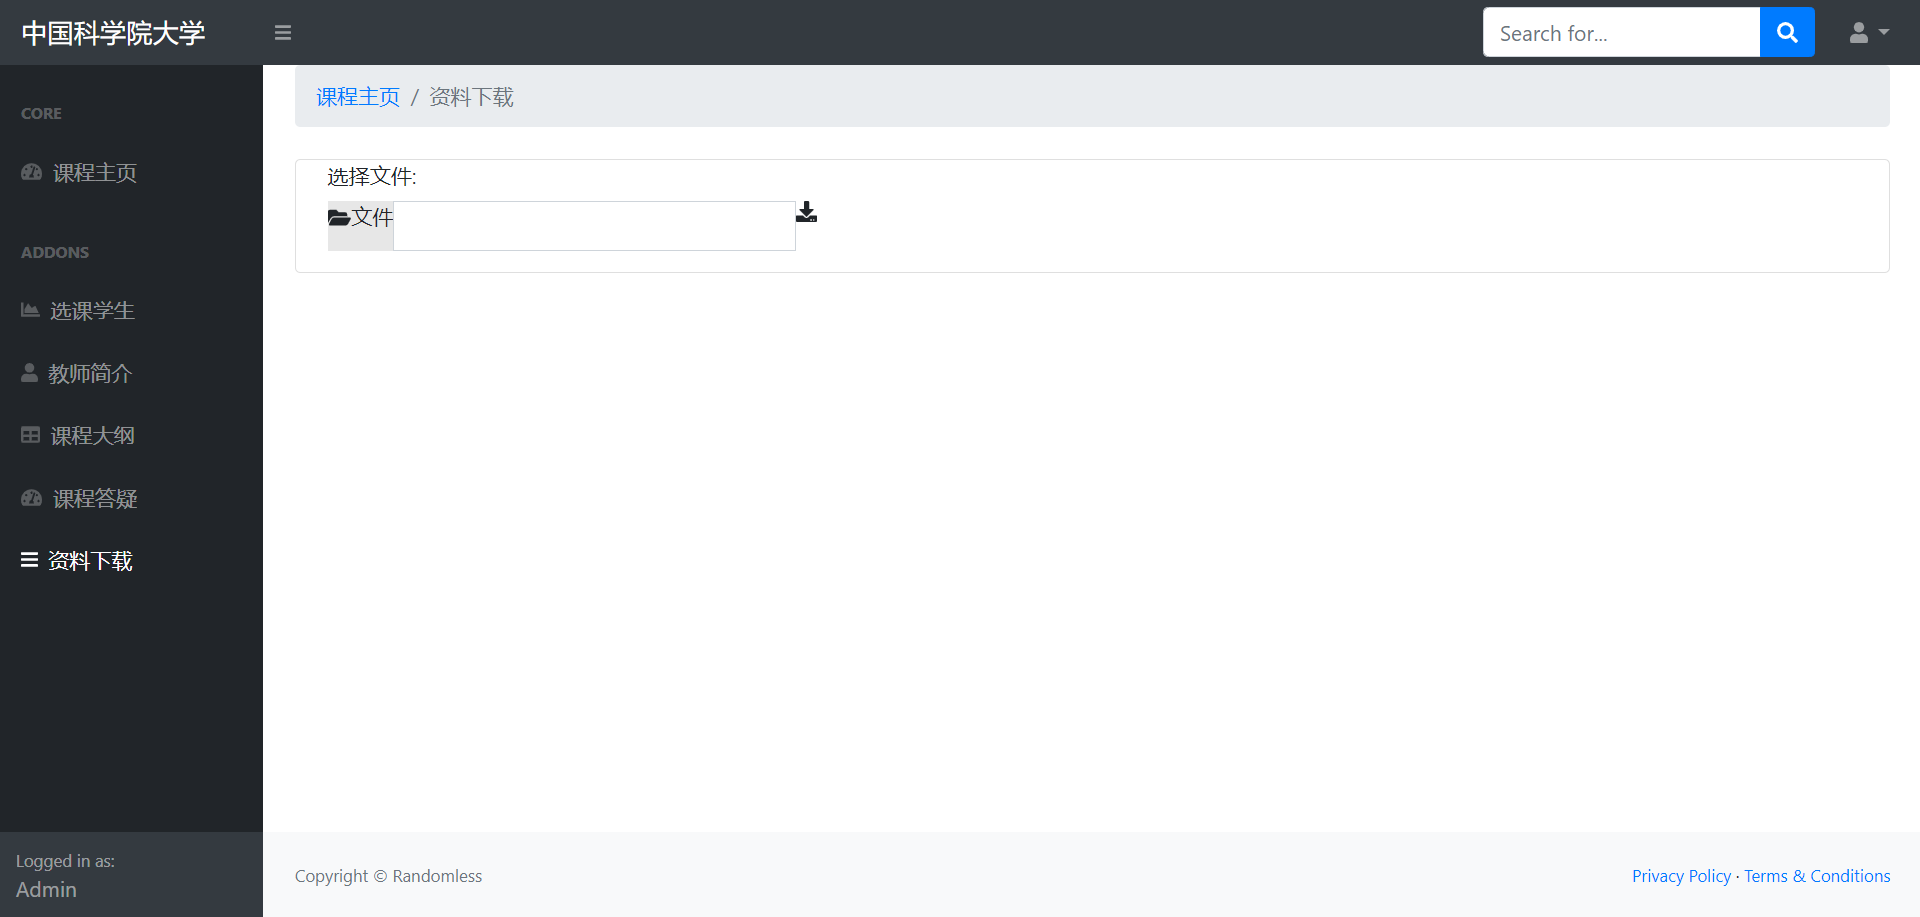 中国科学院大学
Search for...
CORE
课程主页
ADDONS
选课学生
教师简介
课程大纲
课程答疑
资料下载
Logged in as:
Admin
课程主页 / 资料下载
选择文件:
文件
Copyright © Randomless
Privacy Policy · Terms & Conditions